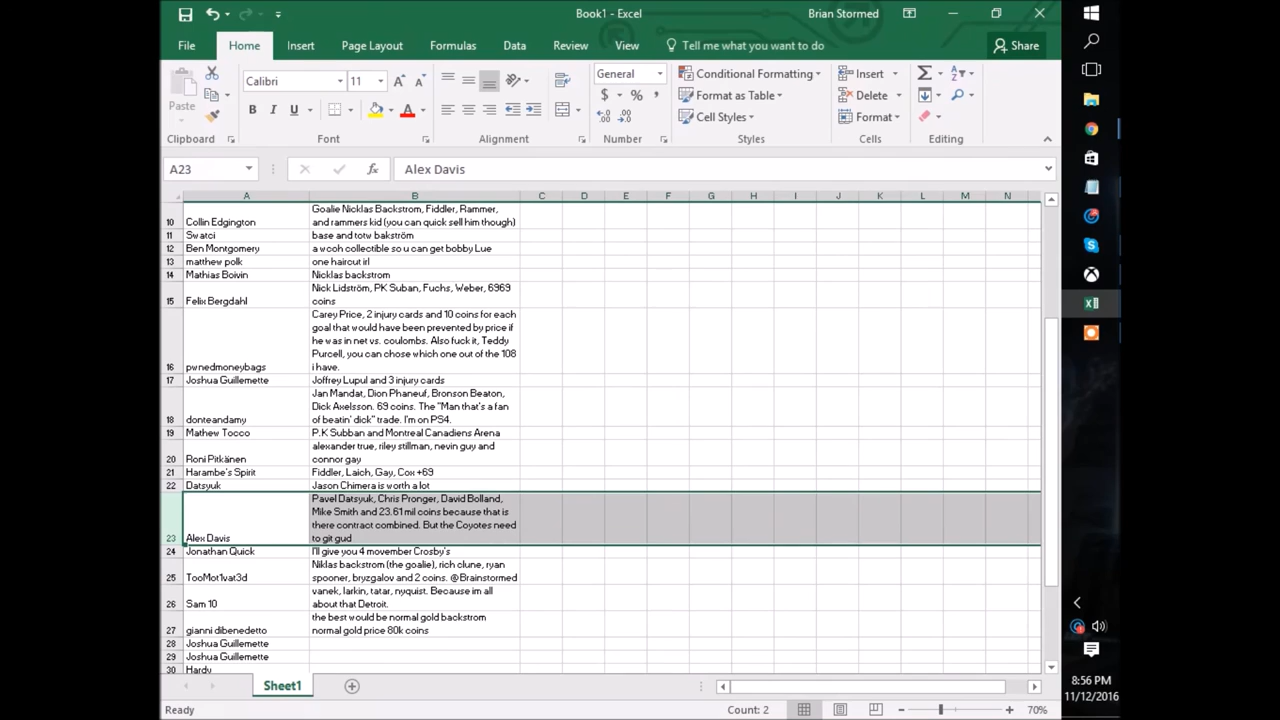 Book1 - Excel
Brian Stormed
File Home Insert Page Layout Formulas Data Review View Tell me what you want to do Share
Paste
Calibri 11
B I U
General
$ % ,
Conditional Formatting
Format as Table
Cell Styles
Insert
Delete
Format
Clipboard Font Alignment Number Styles Cells Editing
A23 fx Alex Davis
A B C D E F G H I J K L M N
Goalie Nicklas Backstrom, Fiddler, Rammer,
10 Collin Edgington and rammers kid (you can quick sell him though)
11 Swatci base and totw bakström
12 Ben Montgomery a wcoh collectible so u can get bobby Lue
13 matthew polk one haircut irl
14 Mathias Boivin Nicklas backstrom
Nick Lidström, PK Suban, Fuchs, Weber, 6969
15 Felix Bergdahl coins
Carey Price, 2 injury cards and 10 coins for each
goal that would have been prevented by price if
he was in net vs. coulombs. Also fuck it, Teddy
Purcell, you can chose which one out of the 108
16 pwnedmoneybags i have.
17 Joshua Guillemette Joffrey Lupul and 3 injury cards
Jan Mandat, Dion Phaneuf, Bronson Beaton,
Dick Axelsson. 69 coins. The "Man that's a fan
18 donteandamy of beatin' dick" trade. I'm on PS4.
19 Mathew Tocco P.K Subban and Montreal Canadiens Arena
alexander true, riley stillman, nevin guy and
20 Roni Pitkänen connor gay
21 Harambe's Spirit Fiddler, Laich, Gay, Cox +69
22 Datsyuk Jason Chimera is worth a lot
Pavel Datsyuk, Chris Pronger, David Bolland,
Mike Smith and 23.61 mil coins because that is
there contract combined. But the Coyotes need
23 Alex Davis to git gud
24 Jonathan Quick I'll give you 4 movember Crosby's
Niklas backstrom (the goalie), rich clune, ryan
25 TooMot1vat3d spooner, bryzgalov and 2 coins. @Brainstormed
vanek, larkin, tatar, nyquist. Because im all
26 Sam 10 about that Detroit.
the best would be normal gold backstrom
27 gianni dibenedetto normal gold price 80k coins
28 Joshua Guillemette
29 Joshua Guillemette
30 Hardy
Sheet1
Ready Count: 2 70%
8:56 PM
11/12/2016